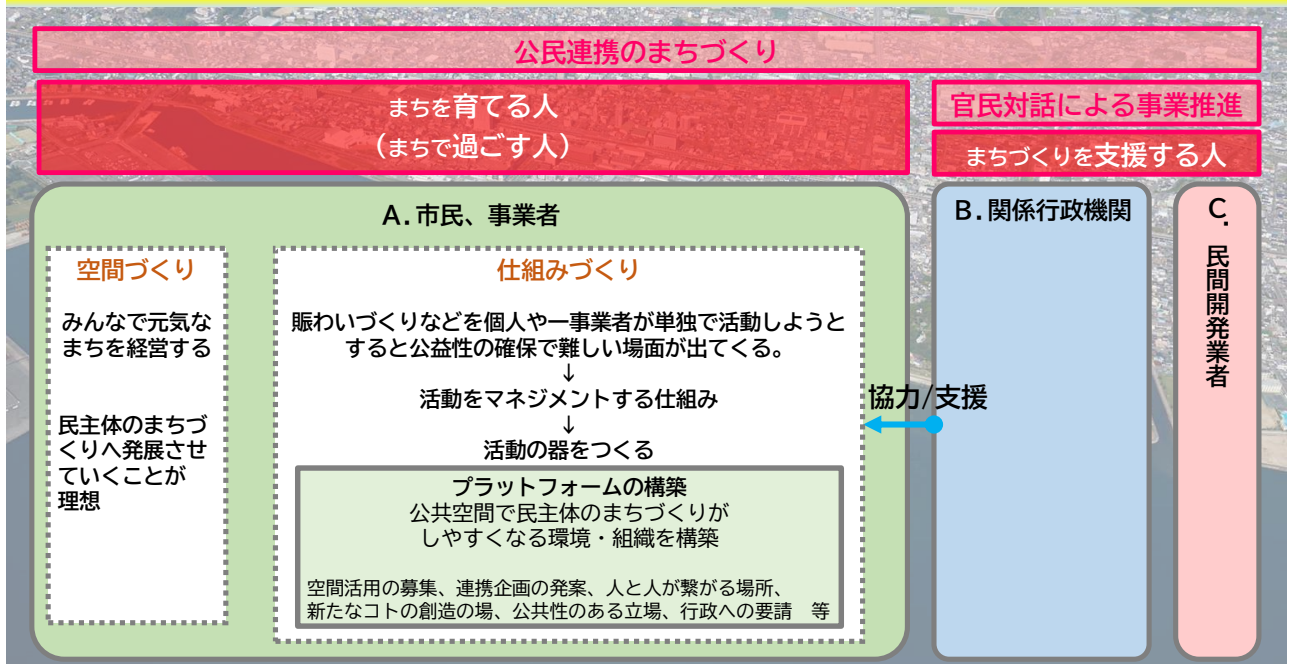 公民連携のまちづくり
まちを育てる人
(まちで過ごす人)
官民対話による事業推進
まちづくりを支援する人
A.市民、事業者
空間づくり
みんなで元気な
まちを経営する
民主体のまちづ
くりへ発展させ
ていくことが
理想
仕組みづくり
賑わいづくりなどを個人や一事業者が単独で活動しようと
すると公益性の確保で難しい場面が出てくる。
↓
活動をマネジメントする仕組み
↓
活動の器をつくる
プラットフォームの構築
公共空間で民主体のまちづくりが
しやすくなる環境・組織を構築
空間活用の募集、連携企画の発案、人と人が繋がる場所、
新たなコトの創造の場、公共性のある立場、行政への要請 等
協力/支援
B.関係行政機関
C.民間開発業者